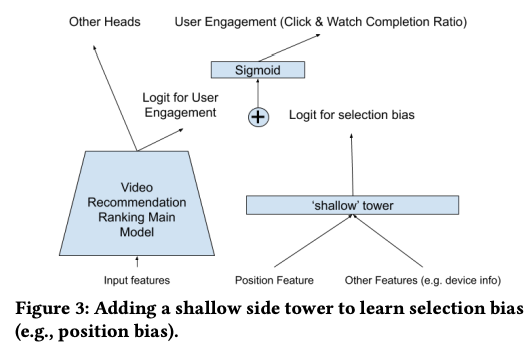 Other Heads
User Engagement (Click & Watch Completion Ratio)
Sigmoid
Logit for User
Engagement
+
Logit for selection bias
Video
Recommendation
Ranking Main
Model
'shallow' tower
Input features
Position Feature
Other Features (e.g. device info)
Figure 3: Adding a shallow side tower to learn selection bias
(e.g., position bias).